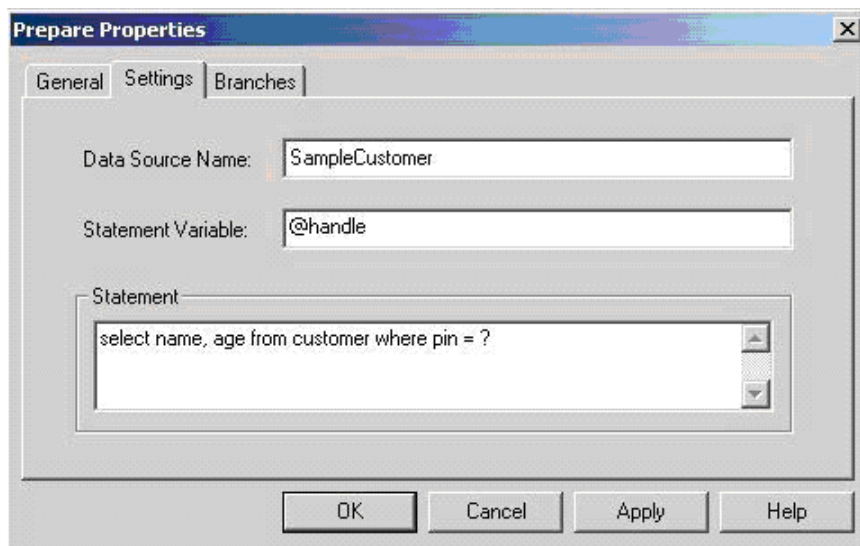 Prepare Properties
General Settings Branches
Data Source Name: SampleCustomer
Statement Variable: @handle
Statement
select name, age from customer where pin = ?
OK Cancel Apply Help